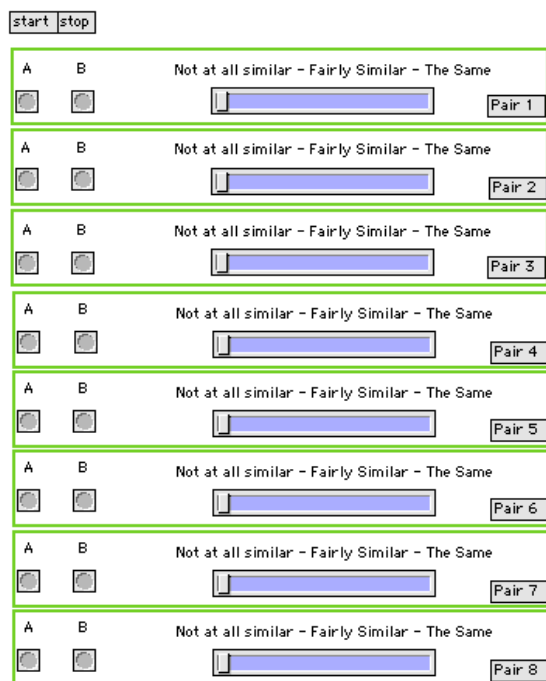 start stop
A B Not at all similar - Fairly Similar - The Same
Pair 1
A B Not at all similar - Fairly Similar - The Same
Pair 2
A B Not at all similar - Fairly Similar - The Same
Pair 3
A B Not at all similar - Fairly Similar - The Same
Pair 4
A B Not at all similar - Fairly Similar - The Same
Pair 5
A B Not at all similar - Fairly Similar - The Same
Pair 6
A B Not at all similar - Fairly Similar - The Same
Pair 7
A B Not at all similar - Fairly Similar - The Same
Pair 8